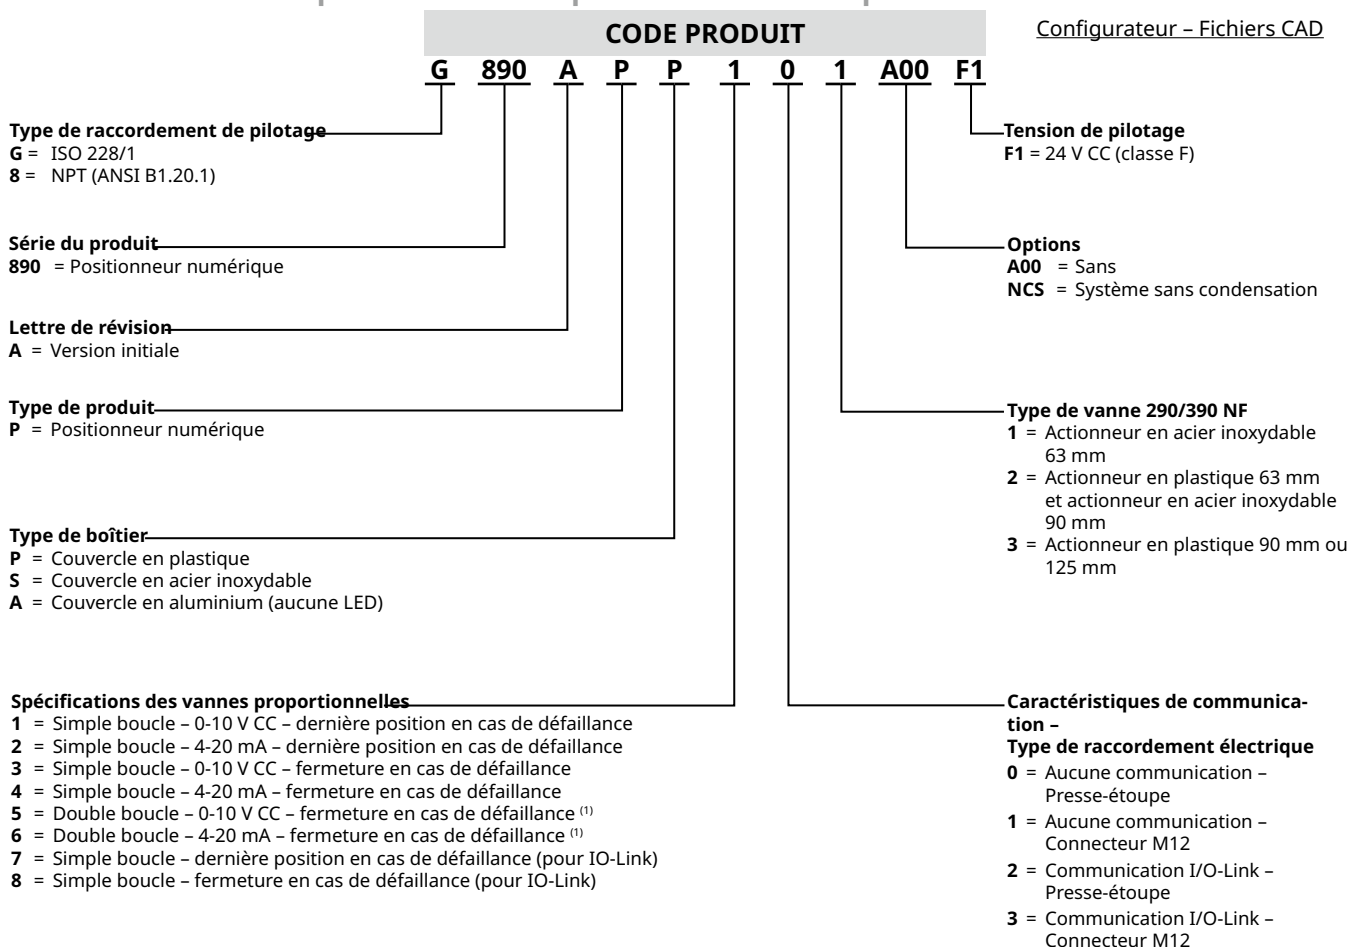 CODE PRODUIT
Configurateur – Fichiers CAD
G 890 A P P 1 0 1 A00 F1
Type de raccordement de pilotage
G = ISO 228/1
8 = NPT (ANSI B1.20.1)
Série du produit
890 = Positionneur numérique
Lettre de révision
A = Version initiale
Type de produit
P = Positionneur numérique
Type de boîtier
P = Couvercle en plastique
S = Couvercle en acier inoxydable
A = Couvercle en aluminium (aucune LED)
Spécifications des vannes proportionnelles
1 = Simple boucle – 0-10 V CC – dernière position en cas de défaillance
2 = Simple boucle – 4-20 mA – dernière position en cas de défaillance
3 = Simple boucle – 0-10 V CC – fermeture en cas de défaillance
4 = Simple boucle – 4-20 mA – fermeture en cas de défaillance
5 = Double boucle – 0-10 V CC – fermeture en cas de défaillance (1)
6 = Double boucle – 4-20 mA – fermeture en cas de défaillance (1)
7 = Simple boucle – dernière position en cas de défaillance (pour IO-Link)
8 = Simple boucle – fermeture en cas de défaillance (pour IO-Link)
Tension de pilotage
F1 = 24 V CC (classe F)
Options
A00 = Sans
NCS = Système sans condensation
Type de vanne 290/390 NF
1 = Actionneur en acier inoxydable
63 mm
2 = Actionneur en plastique 63 mm
et actionneur en acier inoxydable
90 mm
3 = Actionneur en plastique 90 mm ou
125 mm
Caractéristiques de communica-
tion –
Type de raccordement électrique
0 = Aucune communication –
Presse-étoupe
1 = Aucune communication –
Connecteur M12
2 = Communication I/O-Link –
Presse-étoupe
3 = Communication I/O-Link –
Connecteur M12